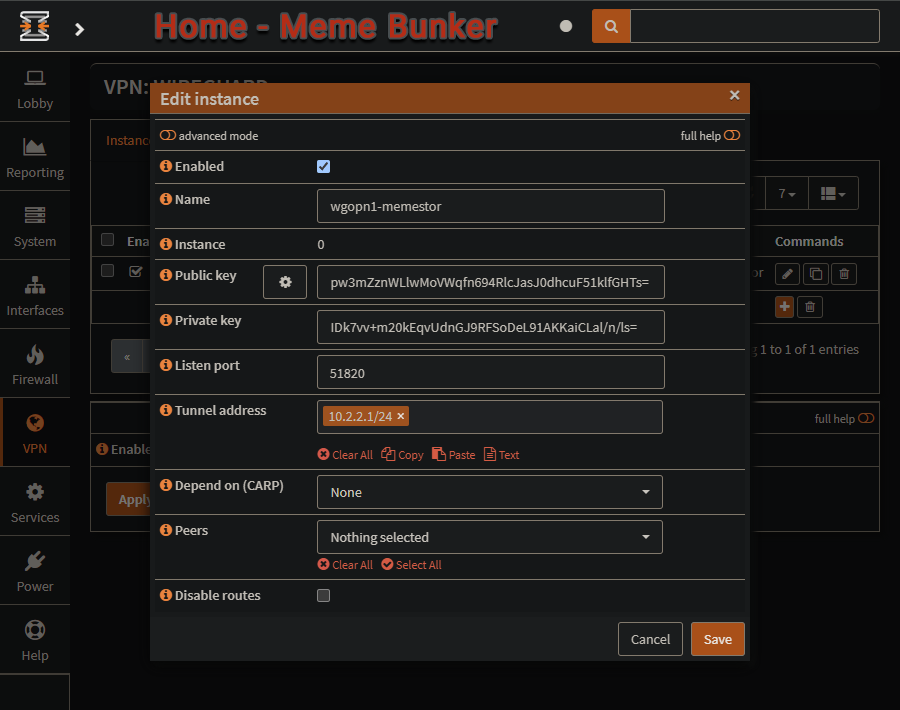 Home - Meme Bunker
Lobby
Reporting
System
Interfaces
Firewall
VPN
Services
Power
Help
VPN: WIREGUARD
Instanc
7
Ena
Commands
or
«
1 to 1 of 1 entries
full help
Enable
Apply
Edit instance
×
advanced mode
full help
Enabled
Name
wgopn1-memestor
Instance
0
Public key
pw3mZznWLlwMoVWqfn694RlcJasJ0dhcuF51klfGHTs=
Private key
IDk7vv+m20kEqvUdnGJ9RFSoDeL91AKKaiCLal/n/ls=
Listen port
51820
Tunnel address
10.2.2.1/24 ×
Clear All Copy Paste Text
Depend on (CARP)
None
Peers
Nothing selected
Clear All Select All
Disable routes
Cancel
Save